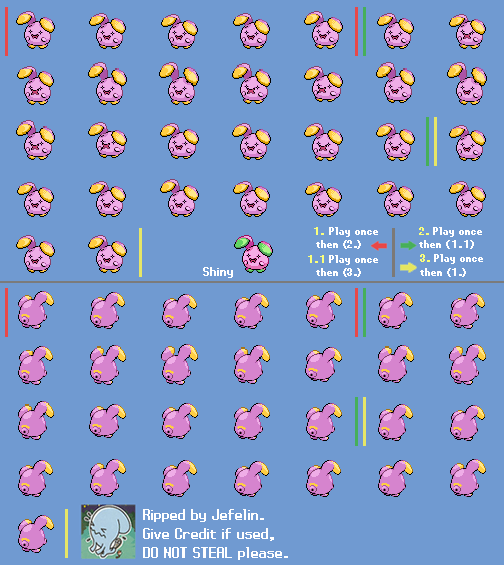 1. Play once
then (2.)
2. Play once
then (1.1)
1.1 Play once
then (3.)
3. Play once
then (1.)
Shiny
Ripped by Jefelin.
Give Credit if used,
DO NOT STEAL please.